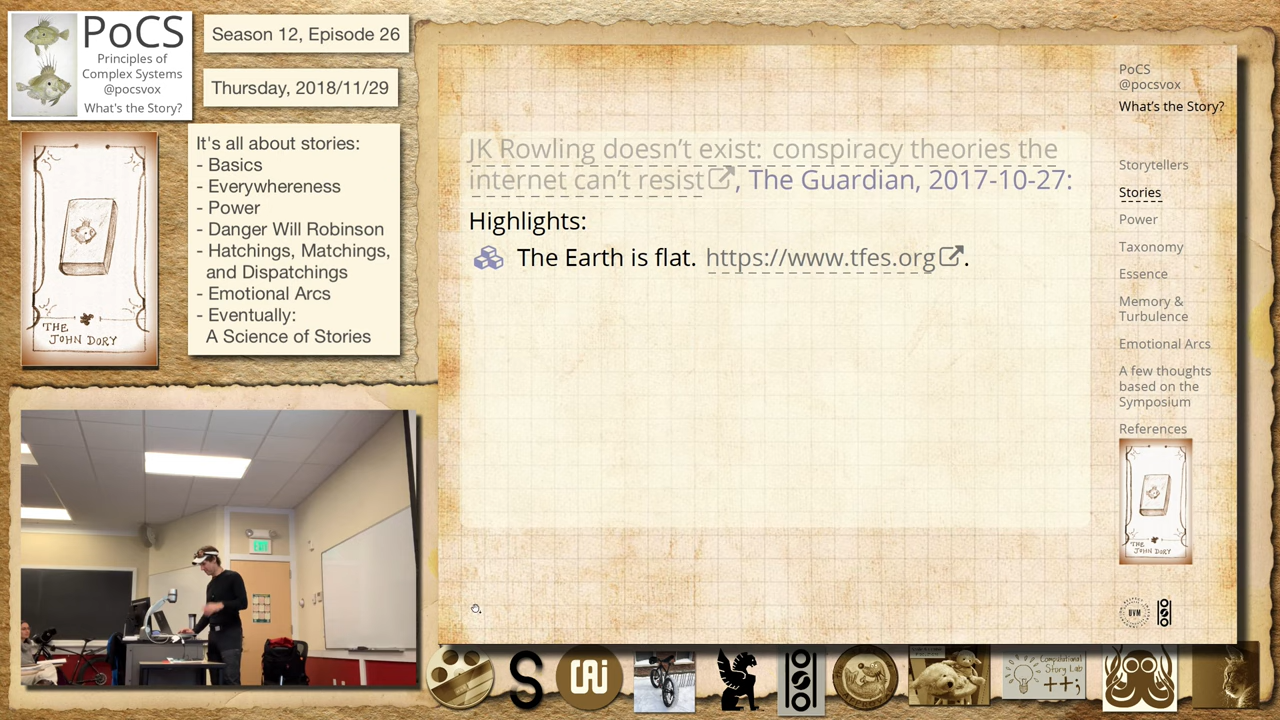 PoCS
Principles of
Complex Systems
@pocsvox
What's the Story?
Season 12, Episode 26
Thursday, 2018/11/29
It's all about stories:
- Basics
- Everywhereness
- Power
- Danger Will Robinson
- Hatchings, Matchings,
and Dispatchings
- Emotional Arcs
- Eventually:
A Science of Stories
THE
JOHN DORY
EXIT
JK Rowling doesn't exist: conspiracy theories the
internet can't resist, The Guardian, 2017-10-27:
Highlights:
The Earth is flat. https://www.tfes.org.
PoCS
@pocsvox
What's the Story?
Storytellers
Stories
Power
Taxonomy
Essence
Memory &
Turbulence
Emotional Arcs
A few thoughts
based on the
Symposium
References
THE
JOHN DORY
UVM
Computational
Story Lab
++;